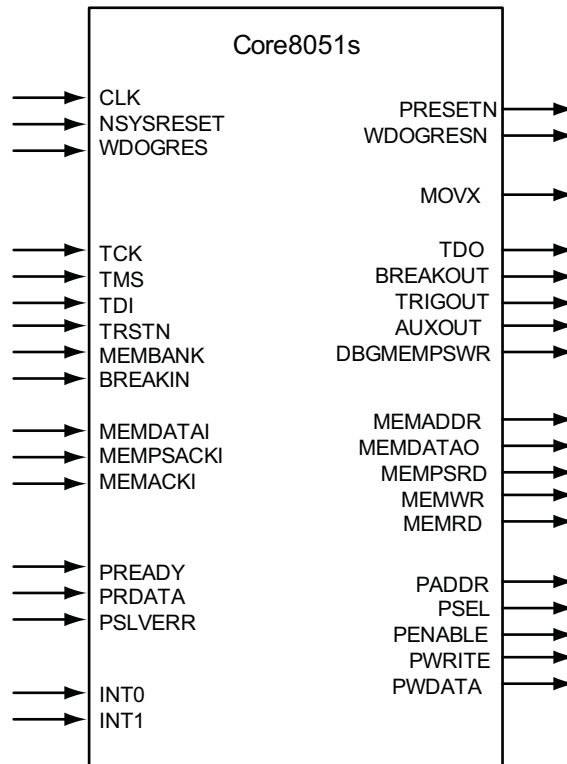 Core8051s
CLK
NSYSRESET
WDOGRES
TCK
TMS
TDI
TRSTN
MEMBANK
BREAKIN
MEMDATAI
MEMPSACKI
MEMACKI
PREADY
PRDATA
PSLVERR
INT0
INT1
PRESETN
WDOGRESN
MOVX
TDO
BREAKOUT
TRIGOUT
AUXOUT
DBGMEMPSWR
MEMADDR
MEMDATAO
MEMPSRD
MEMWR
MEMRD
PADDR
PSEL
PENABLE
PWRITE
PWDATA